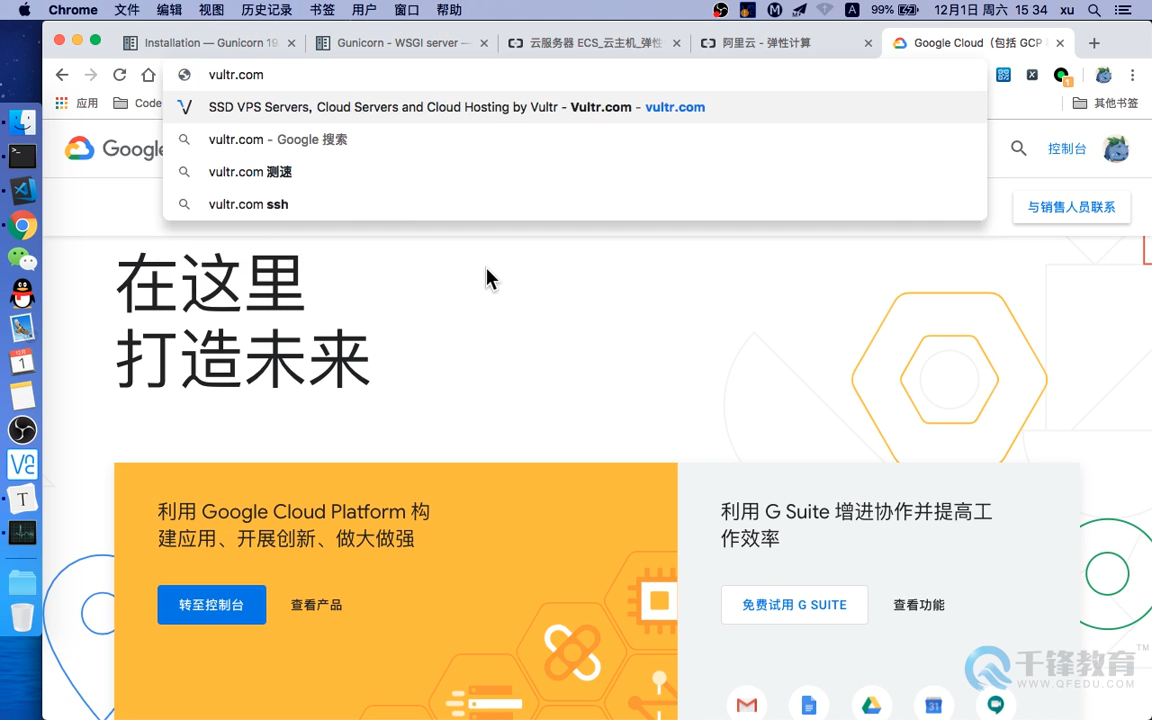 Chrome 文件 编辑 视图 历史记录 书签 用户 窗口 帮助 99% 12月1日 周六 15 34 xu
Installation — Gunicorn 19
Gunicorn - WSGI server —
云服务器 ECS_云主机_弹性
阿里云 - 弹性计算
Google Cloud（包括 GCP
vultr.com
SSD VPS Servers, Cloud Servers and Cloud Hosting by Vultr - Vultr.com - vultr.com
vultr.com - Google 搜索
vultr.com 测速
vultr.com ssh
应用 Code
其他书签
Google
控制台
与销售人员联系
在这里
打造未来
利用 Google Cloud Platform 构
建应用、开展创新、做大做强
转至控制台 查看产品
利用 G Suite 增进协作并提高工
作效率
免费试用 G SUITE 查看功能
千锋教育 TM
WWW.QFEDU.COM